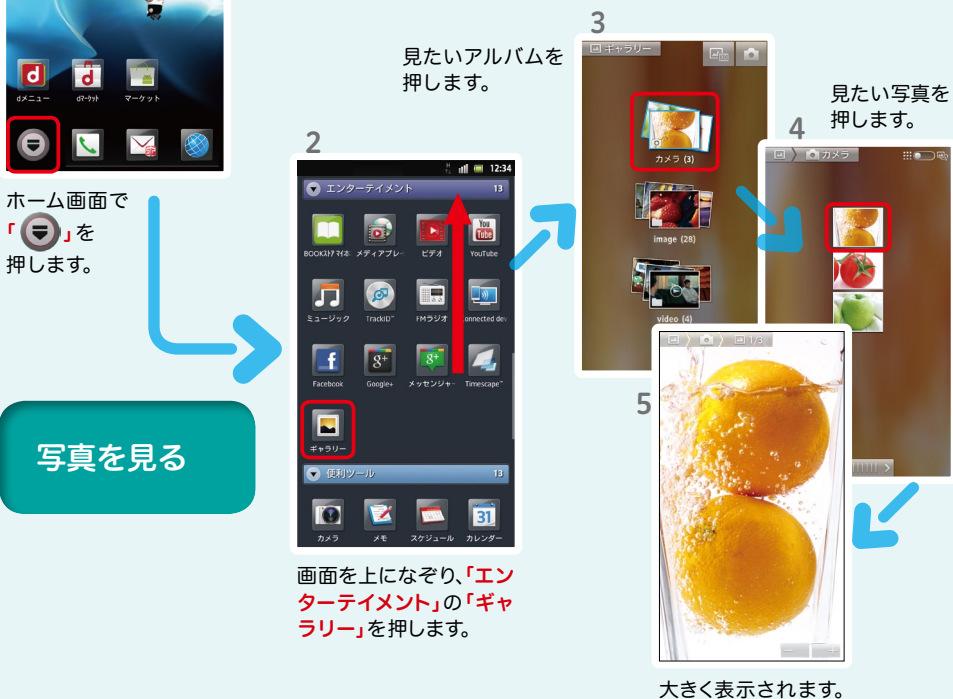 dメニュー
dマーケット
マーケット
ホーム画面で
「 」を
押します。
写真を見る
2
12:34
エンターテイメント 13
BOOKストア マイ本
メディアプレ
ビデオ
YouTube
ミュージック
TrackID™
FMラジオ
onnected dev
Facebook
Google+
メッセンジャー
Timescape™
ギャラリー
便利ツール 13
カメラ
メモ
スケジュール
31
カレンダー
画面を上になぞり、「エン
ターテイメント」の「ギャ
ラリー」を押します。
3
見たいアルバムを
押します。
ギャラリー
カメラ (3)
image (28)
video (4)
4
見たい写真を
押します。
カメラ
5
1/3
大きく表示されます。